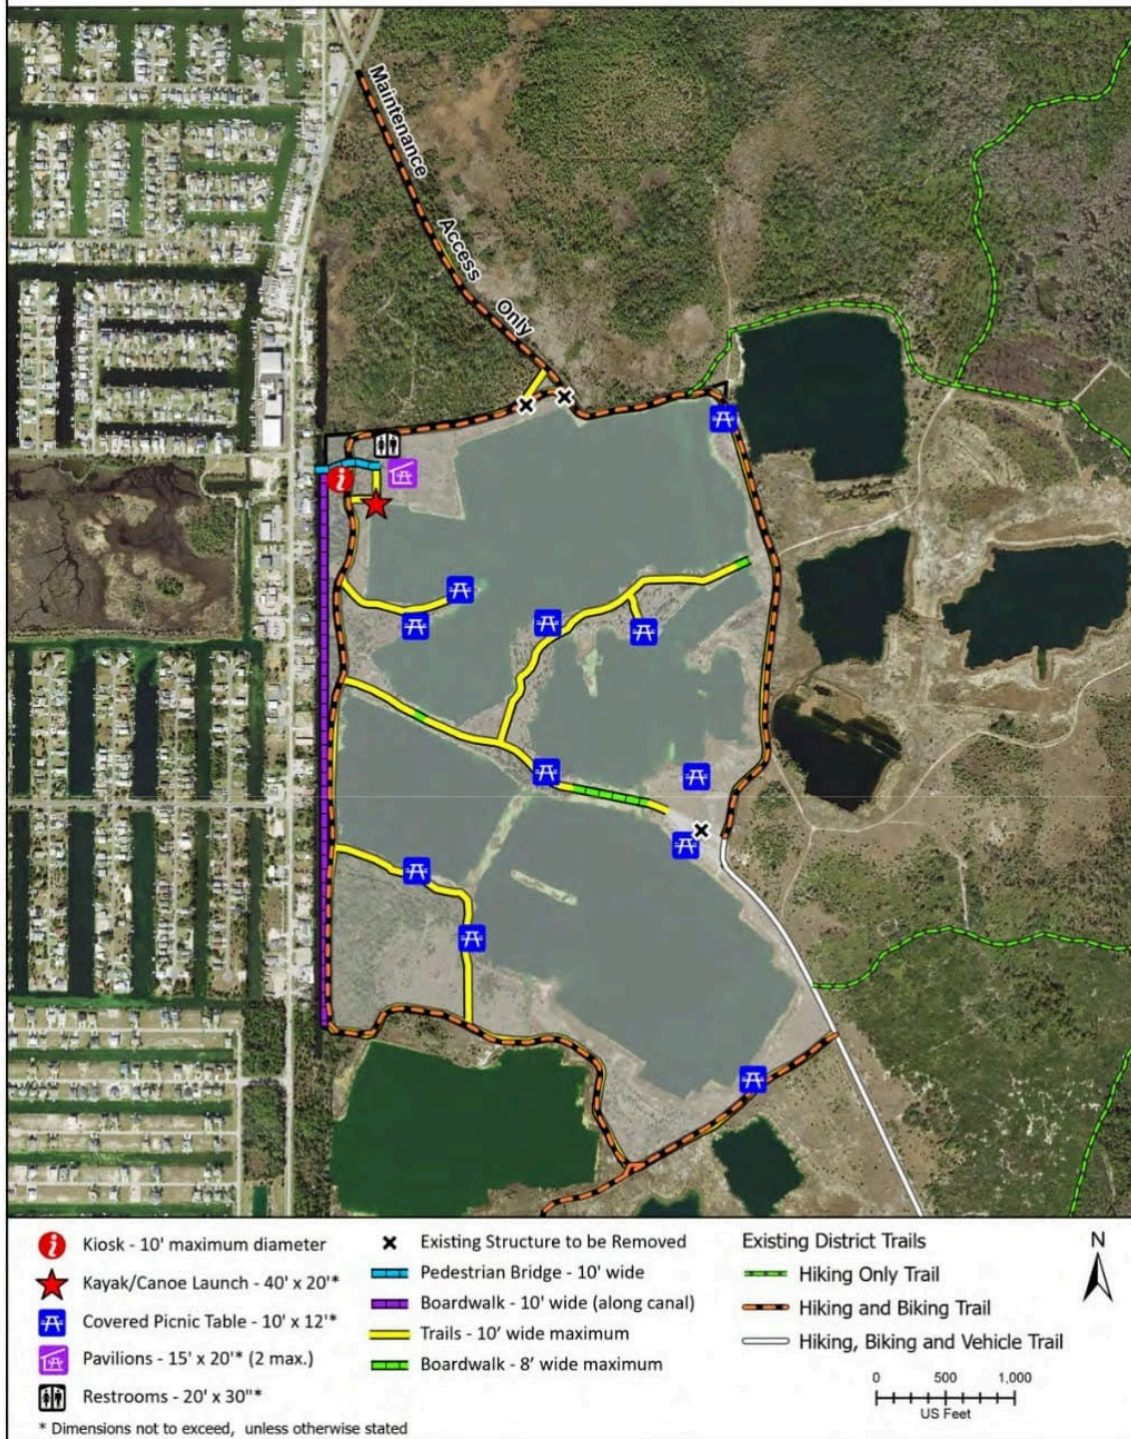 Maintenance
Access
Only
Kiosk - 10' maximum diameter
Kayak/Canoe Launch - 40' x 20'*
Covered Picnic Table - 10' x 12'*
Pavilions - 15' x 20'* (2 max.)
Restrooms - 20' x 30"*
* Dimensions not to exceed, unless otherwise stated
Existing Structure to be Removed
Pedestrian Bridge - 10' wide
Boardwalk - 10' wide (along canal)
Trails - 10’ wide maximum
Boardwalk - 8’ wide maximum
Existing District Trails
Hiking Only Trail
Hiking and Biking Trail
Hiking, Biking and Vehicle Trail
0 500 1,000
US Feet
N